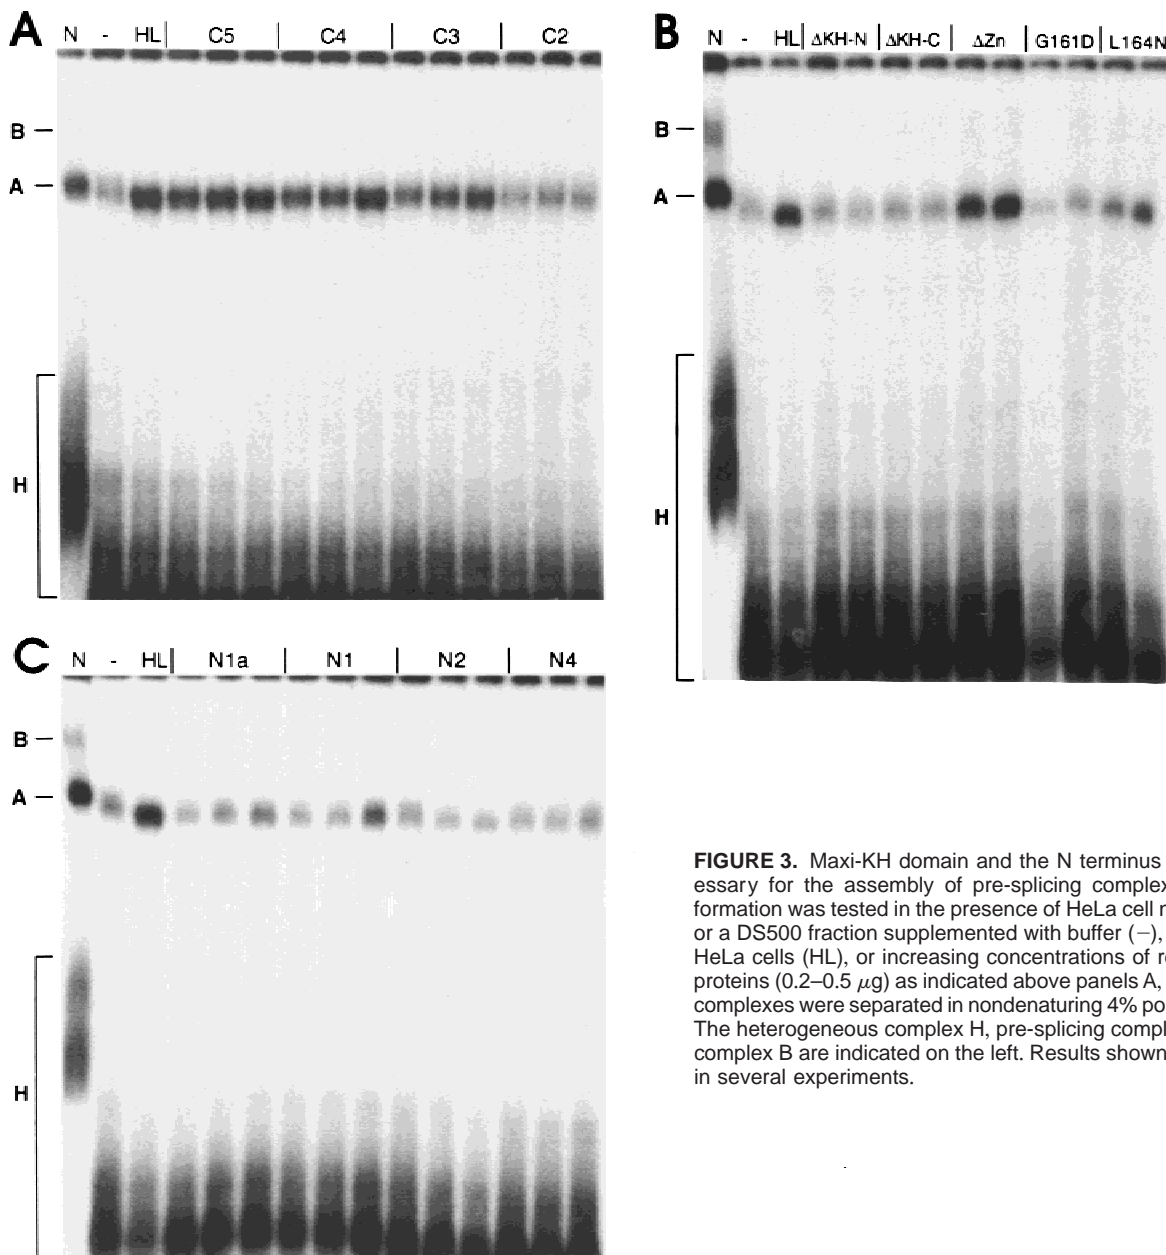 A
N - HL C5 C4 C3 C2
B
A
H
B
N - HL ΔKH-N ΔKH-C ΔZn G161D L164N
B
A
H
C
N - HL N1a N1 N2 N4
B
A
H
FIGURE 3. Maxi-KH domain and the N terminus
essary for the assembly of pre-splicing complex
formation was tested in the presence of HeLa cell n
or a DS500 fraction supplemented with buffer (−),
HeLa cells (HL), or increasing concentrations of re
proteins (0.2–0.5 μg) as indicated above panels A,
complexes were separated in nondenaturing 4% po
The heterogeneous complex H, pre-splicing compl
complex B are indicated on the left. Results shown
in several experiments.